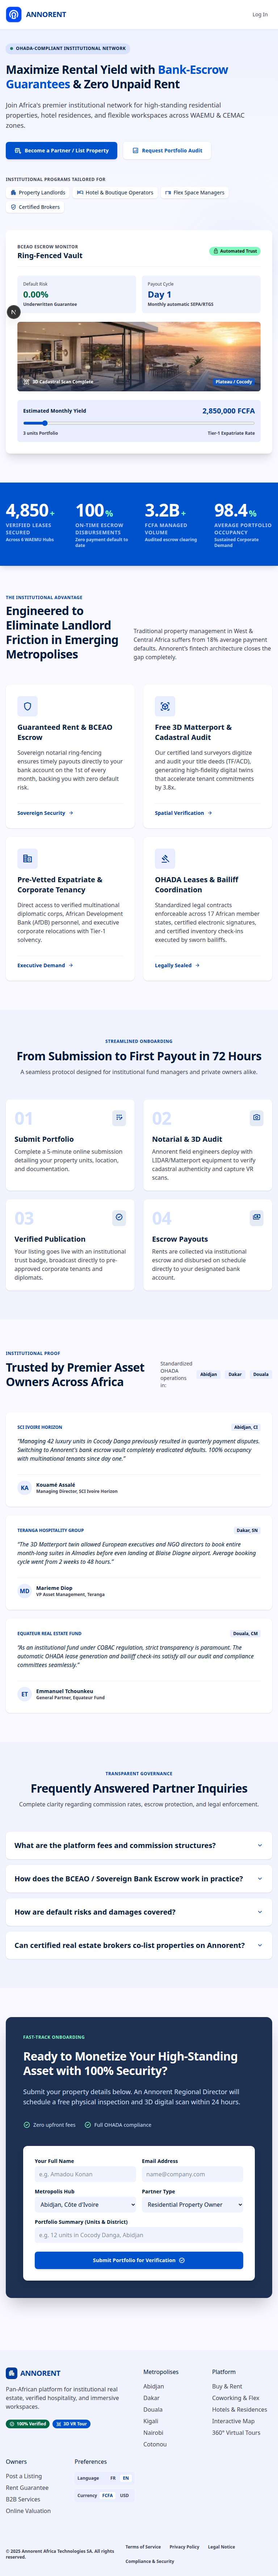 ANNORENT
Log In
OHADA-COMPLIANT INSTITUTIONAL NETWORK
Maximize Rental Yield with Bank-Escrow
Guarantees & Zero Unpaid Rent
Join Africa's premier institutional network for high-standing residential
properties, hotel residences, and flexible workspaces across WAEMU & CEMAC
zones.
Become a Partner / List Property
Request Portfolio Audit
INSTITUTIONAL PROGRAMS TAILORED FOR
Property Landlords
Hotel & Boutique Operators
Flex Space Managers
Certified Brokers
BCEAO ESCROW MONITOR
Ring-Fenced Vault
Automated Trust
Default Risk
0.00%
Underwritten Guarantee
Payout Cycle
Day 1
Monthly automatic SEPA/RTGS
N
3D Cadastral Scan Complete
Plateau / Cocody
Estimated Monthly Yield
2,850,000 FCFA
3 units Portfolio
Tier-1 Expatriate Rate
4,850+
VERIFIED LEASES
SECURED
Across 8 WAEMU Hubs
100%
ON-TIME ESCROW
DISBURSEMENTS
Zero payment default to
date
3.2B+
FCFA MANAGED
VOLUME
Audited escrow clearing
98.4%
AVERAGE PORTFOLIO
OCCUPANCY
Sustained Corporate
Demand
THE INSTITUTIONAL ADVANTAGE
Engineered to
Eliminate Landlord
Friction in Emerging
Metropolises
Traditional property management in West &
Central Africa suffers from 18% average payment
defaults. Annorent's fintech architecture closes the
gap completely.
Guaranteed Rent & BCEAO
Escrow
Sovereign notarial ring-fencing
ensures timely payouts directly to your
bank account on the 1st of every
month, backing you with zero default
risk.
Sovereign Security
Free 3D Matterport &
Cadastral Audit
Our certified land surveyors digitize
and audit your title deeds (TF/ACD),
generating high-fidelity digital twins
that accelerate tenant commitments
by 3.8x.
Spatial Verification
Pre-Vetted Expatriate &
Corporate Tenancy
Direct access to verified multinational
diplomatic corps, African Development
Bank (AfDB) personnel, and executive
corporate relocations with Tier-1
solvency.
Executive Demand
OHADA Leases & Bailiff
Coordination
Standardized legal contracts
enforceable across 17 African member
states, certified electronic signatures,
and certified inventory check-ins
executed by sworn bailiffs.
Legally Sealed
STREAMLINED ONBOARDING
From Submission to First Payout in 72 Hours
A seamless protocol designed for institutional fund managers and private owners alike.
01
Submit Portfolio
Complete a 5-minute online submission
detailing your property units, location,
and documentation.
02
Notarial & 3D Audit
Annorent field engineers deploy with
LIDAR/Matterport equipment to verify
cadastral authenticity and capture VR
scans.
03
Verified Publication
Your listing goes live with an institutional
trust badge, broadcast directly to pre-
approved corporate tenants and
diplomats.
04
Escrow Payouts
Rents are collected via institutional
escrow and disbursed on schedule
directly to your designated bank
account.
INSTITUTIONAL PROOF
Trusted by Premier Asset
Owners Across Africa
Standardized
OHADA
operations
in:
Abidjan
Dakar
Douala
SCI IVOIRE HORIZON
Abidjan, CI
"Managing 42 luxury units in Cocody Danga previously resulted in quarterly payment disputes.
Switching to Annorent's bank escrow vault completely eradicated defaults. 100% occupancy
with multinational tenants since day one."
KA
Kouamé Assalé
Managing Director, SCI Ivoire Horizon
TERANGA HOSPITALITY GROUP
Dakar, SN
"The 3D Matterport twin allowed European executives and NGO directors to book entire
month-long suites in Almadies before even landing at Blaise Diagne airport. Average booking
cycle went from 2 weeks to 48 hours."
MD
Marieme Diop
VP Asset Management, Teranga
EQUATEUR REAL ESTATE FUND
Douala, CM
"As an institutional fund under COBAC regulation, strict transparency is paramount. The
automatic OHADA lease generation and bailiff check-ins satisfy all our audit and compliance
committees seamlessly."
ET
Emmanuel Tchounkeu
General Partner, Equateur Fund
TRANSPARENT GOVERNANCE
Frequently Answered Partner Inquiries
Complete clarity regarding commission rates, escrow protection, and legal enforcement.
What are the platform fees and commission structures?
How does the BCEAO / Sovereign Bank Escrow work in practice?
How are default risks and damages covered?
Can certified real estate brokers co-list properties on Annorent?
FAST-TRACK ONBOARDING
Ready to Monetize Your High-Standing
Asset with 100% Security?
Submit your property details below. An Annorent Regional Director will
schedule a free physical inspection and 3D digital scan within 24 hours.
Zero upfront fees
Full OHADA compliance
Your Full Name
e.g. Amadou Konan
Email Address
name@company.com
Metropolis Hub
Abidjan, Côte d'Ivoire
Partner Type
Residential Property Owner
Portfolio Summary (Units & District)
e.g. 12 units in Cocody Danga, Abidjan
Submit Portfolio for Verification
ANNORENT
Pan-African platform for institutional real
estate, verified hospitality, and immersive
workspaces.
100% Verified
3D VR Tour
Metropolises
Abidjan
Dakar
Douala
Kigali
Nairobi
Cotonou
Platform
Buy & Rent
Coworking & Flex
Hotels & Residences
Interactive Map
360° Virtual Tours
Owners
Post a Listing
Rent Guarantee
B2B Services
Online Valuation
Preferences
Language FR EN
Currency FCFA USD
© 2025 Annorent Africa Technologies SA. All rights
reserved.
Terms of Service
Privacy Policy
Legal Notice
Compliance & Security